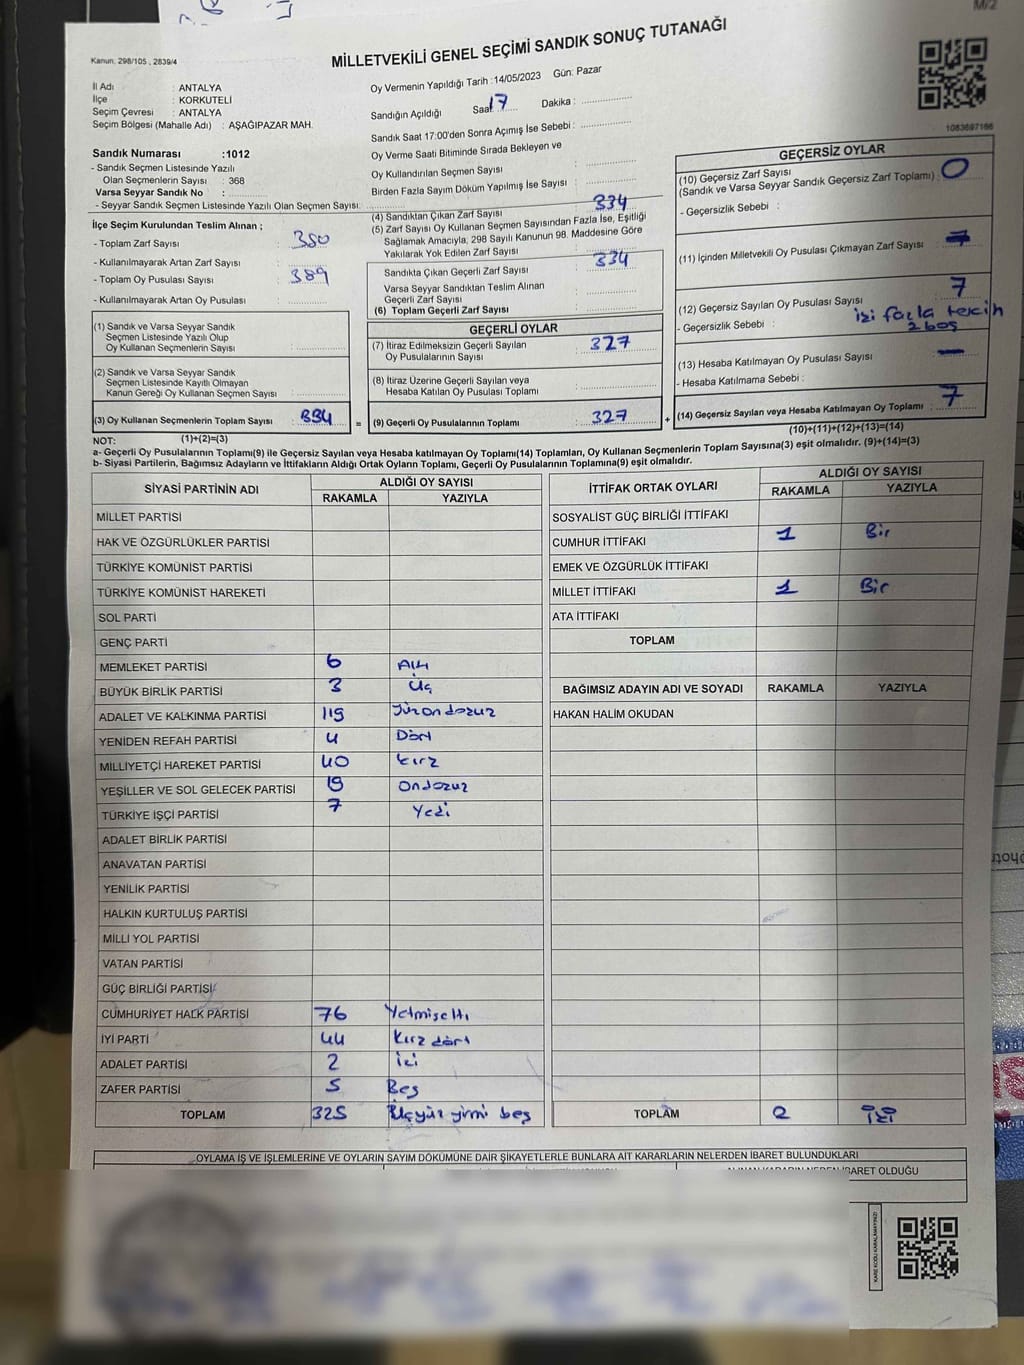 M/2
Kanun, 298/105 , 2839/4
MİLLETVEKİLİ GENEL SEÇİMİ SANDIK SONUÇ TUTANAĞI
İl Adı : ANTALYA
İlçe : KORKUTELİ
Seçim Çevresi : ANTALYA
Seçim Bölgesi (Mahalle Adı) : AŞAĞIPAZAR MAH.
Sandık Numarası :1012
- Sandık Seçmen Listesinde Yazılı
Olan Seçmenlerin Sayısı : 368
Varsa Seyyar Sandık No :
- Seyyar Sandık Seçmen Listesinde Yazılı Olan Seçmen Sayısı:
Oy Vermenin Yapıldığı Tarih :14/05/2023 Gün: Pazar
Sandığın Açıldığı Saat 17 Dakika :
Sandık Saat 17:00'den Sonra Açımış İse Sebebi :
Oy Verme Saati Bitiminde Sırada Bekleyen ve
Oy Kullandırılan Seçmen Sayısı :
Birden Fazla Sayım Döküm Yapılmış İse Sayısı :
1083697166
İlçe Seçim Kurulundan Teslim Alınan ;
- Toplam Zarf Sayısı : 380
- Kullanılmayarak Artan Zarf Sayısı :
- Toplam Oy Pusulası Sayısı : 389
- Kullanılmayarak Artan Oy Pusulası :
(4) Sandıktan Çıkan Zarf Sayısı : 334
(5) Zarf Sayısı Oy Kullanan Seçmen Sayısından Fazla İse, Eşitliği
Sağlamak Amacıyla, 298 Sayılı Kanunun 98. Maddesine Göre
Yakılarak Yok Edilen Zarf Sayısı :
Sandıkta Çıkan Geçerli Zarf Sayısı : 334
Varsa Seyyar Sandıktan Teslim Alınan
Geçerli Zarf Sayısı :
(6) Toplam Geçerli Zarf Sayısı :
GEÇERSİZ OYLAR
(10) Geçersiz Zarf Sayısı
(Sandık ve Varsa Seyyar Sandık Geçersiz Zarf Toplamı) : 0
- Geçersizlik Sebebi :
(11) İçinden Milletvekili Oy Pusulası Çıkmayan Zarf Sayısı :
(12) Geçersiz Sayılan Oy Pusulası Sayısı : 7
- Geçersizlik Sebebi : izi fazla tercih
2 boş
(13) Hesaba Katılmayan Oy Pusulası Sayısı : —
- Hesaba Katılmama Sebebi :
(14) Geçersiz Sayılan veya Hesaba Katılmayan Oy Toplamı : 7
(10)+(11)+(12)+(13)=(14)
(1) Sandık ve Varsa Seyyar Sandık
Seçmen Listesinde Yazılı Olup
Oy Kullanan Seçmenlerin Sayısı :
(2) Sandık ve Varsa Seyyar Sandık
Seçmen Listesinde Kayıtlı Olmayan
Kanun Gereği Oy Kullanan Seçmen Sayısı :
(3) Oy Kullanan Seçmenlerin Toplam Sayısı : 334 =
(1)+(2)=(3)
GEÇERLİ OYLAR
(7) İtiraz Edilmeksizin Geçerli Sayılan
Oy Pusulalarının Sayısı : 327
(8) İtiraz Üzerine Geçerli Sayılan veya
Hesaba Katılan Oy Pusulası Toplamı :
(9) Geçerli Oy Pusulalarının Toplamı : 327 +
NOT:
a- Geçerli Oy Pusulalarının Toplamı(9) ile Geçersiz Sayılan veya Hesaba katılmayan Oy Toplamı(14) Toplamları, Oy Kullanan Seçmenlerin Toplam Sayısına(3) eşit olmalıdır. (9)+(14)=(3)
b- Siyasi Partilerin, Bağımsız Adayların ve İttifakların Aldığı Ortak Oyların Toplamı, Geçerli Oy Pusulalarının Toplamına(9) eşit olmalıdır.
SİYASİ PARTİNİN ADI ALDIĞI OY SAYISI
RAKAMLA YAZIYLA
MİLLET PARTİSİ
HAK VE ÖZGÜRLÜKLER PARTİSİ
TÜRKİYE KOMÜNİST PARTİSİ
TÜRKİYE KOMÜNİST HAREKETİ
SOL PARTİ
GENÇ PARTİ
MEMLEKET PARTİSİ 6 Altı
BÜYÜK BİRLİK PARTİSİ 3 Üç
ADALET VE KALKINMA PARTİSİ 119 Yüzondozuz
YENİDEN REFAH PARTİSİ 4 Dört
MİLLİYETÇİ HAREKET PARTİSİ 40 kırz
YEŞİLLER VE SOL GELECEK PARTİSİ 19 ondozuz
TÜRKİYE İŞÇİ PARTİSİ 7 Yedi
ADALET BİRLİK PARTİSİ
ANAVATAN PARTİSİ
YENİLİK PARTİSİ
HALKIN KURTULUŞ PARTİSİ
MİLLİ YOL PARTİSİ
VATAN PARTİSİ
GÜÇ BİRLİĞİ PARTİSİ
CUMHURİYET HALK PARTİSİ 76 Yetmişaltı
İYİ PARTİ 44 kırz dört
ADALET PARTİSİ 2 izi
ZAFER PARTİSİ 5 Beş
TOPLAM 325 Üçyüz yirmi beş
İTTİFAK ORTAK OYLARI ALDIĞI OY SAYISI
RAKAMLA YAZIYLA
SOSYALİST GÜÇ BİRLİĞİ İTTİFAKI
CUMHUR İTTİFAKI 1 Bir
EMEK VE ÖZGÜRLÜK İTTİFAKI
MİLLET İTTİFAKI 1 Bir
ATA İTTİFAKI
TOPLAM
BAĞIMSIZ ADAYIN ADI VE SOYADI RAKAMLA YAZIYLA
HAKAN HALİM OKUDAN
TOPLAM 2 izi
OYLAMA İŞ VE İŞLEMLERİNE VE OYLARIN SAYIM DÖKÜMÜNE DAİR ŞİKAYETLERLE BUNLARA AİT KARARLARIN NELERDEN İBARET BULUNDUKLARI
ALINAN KARARIN NEDEN İBARET OLDUĞU
KARE KODU KARALAMAYINIZ!